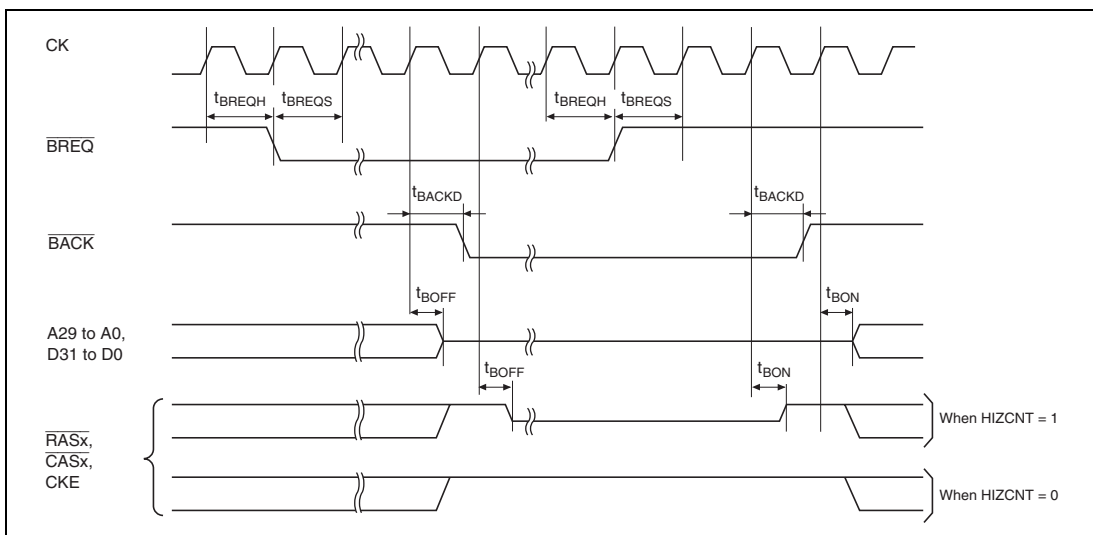 CK
tBREQH
tBREQS
tBREQH
tBREQS
BREQ
tBACKD
tBACKD
BACK
tBOFF
tBON
A29 to A0,
D31 to D0
tBOFF
tBON
RASx,
CASx,
CKE
When HIZCNT = 1
When HIZCNT = 0